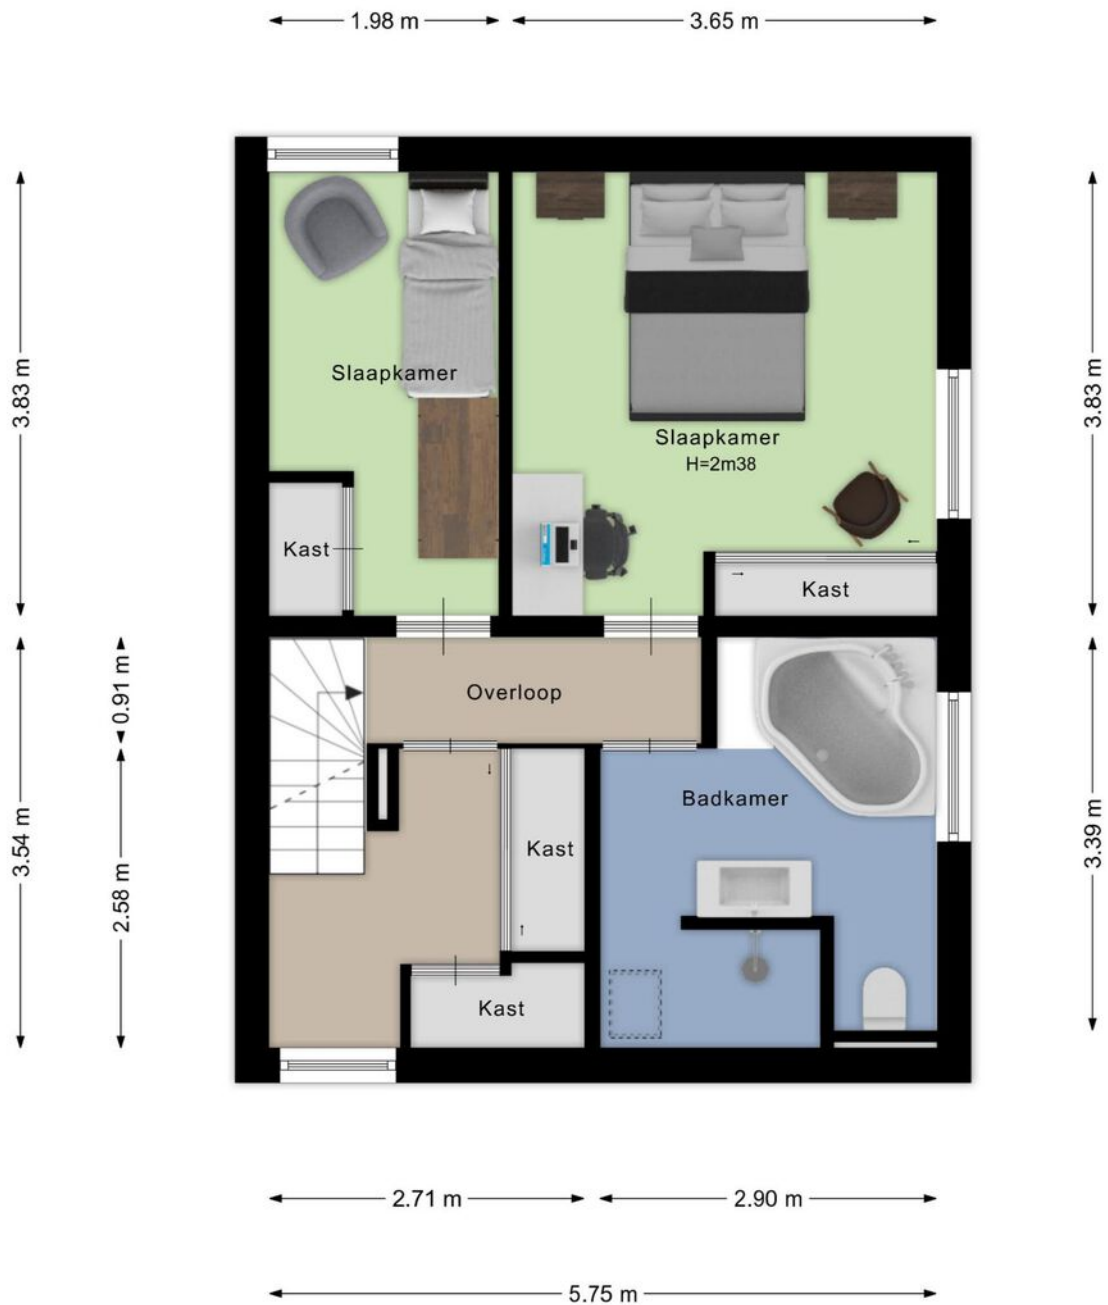 1.98 m
3.65 m
3.83 m
3.83 m
Slaapkamer
Slaapkamer
H=2m38
Kast
Kast
Overloop
0.91 m
3.54 m
2.58 m
3.39 m
Badkamer
Kast
Kast
2.71 m
2.90 m
5.75 m